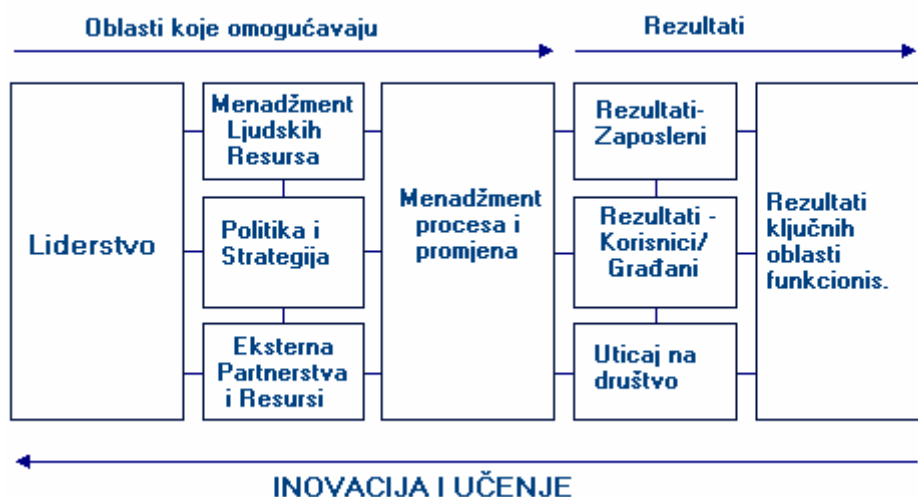 Oblasti koje omogućavaju
Rezultati
Liderstvo
Menadžment
Ljudskih
Resursa
Politika i
Strategija
Eksterna
Partnerstva
i Resursi
Menadžment
procesa i
promjena
Rezultati-
Zaposleni
Rezultati -
Korisnici/
Građani
Uticaj na
društvo
Rezultati
ključnih
oblasti
funkcionis.
INOVACIJA I UČENJE